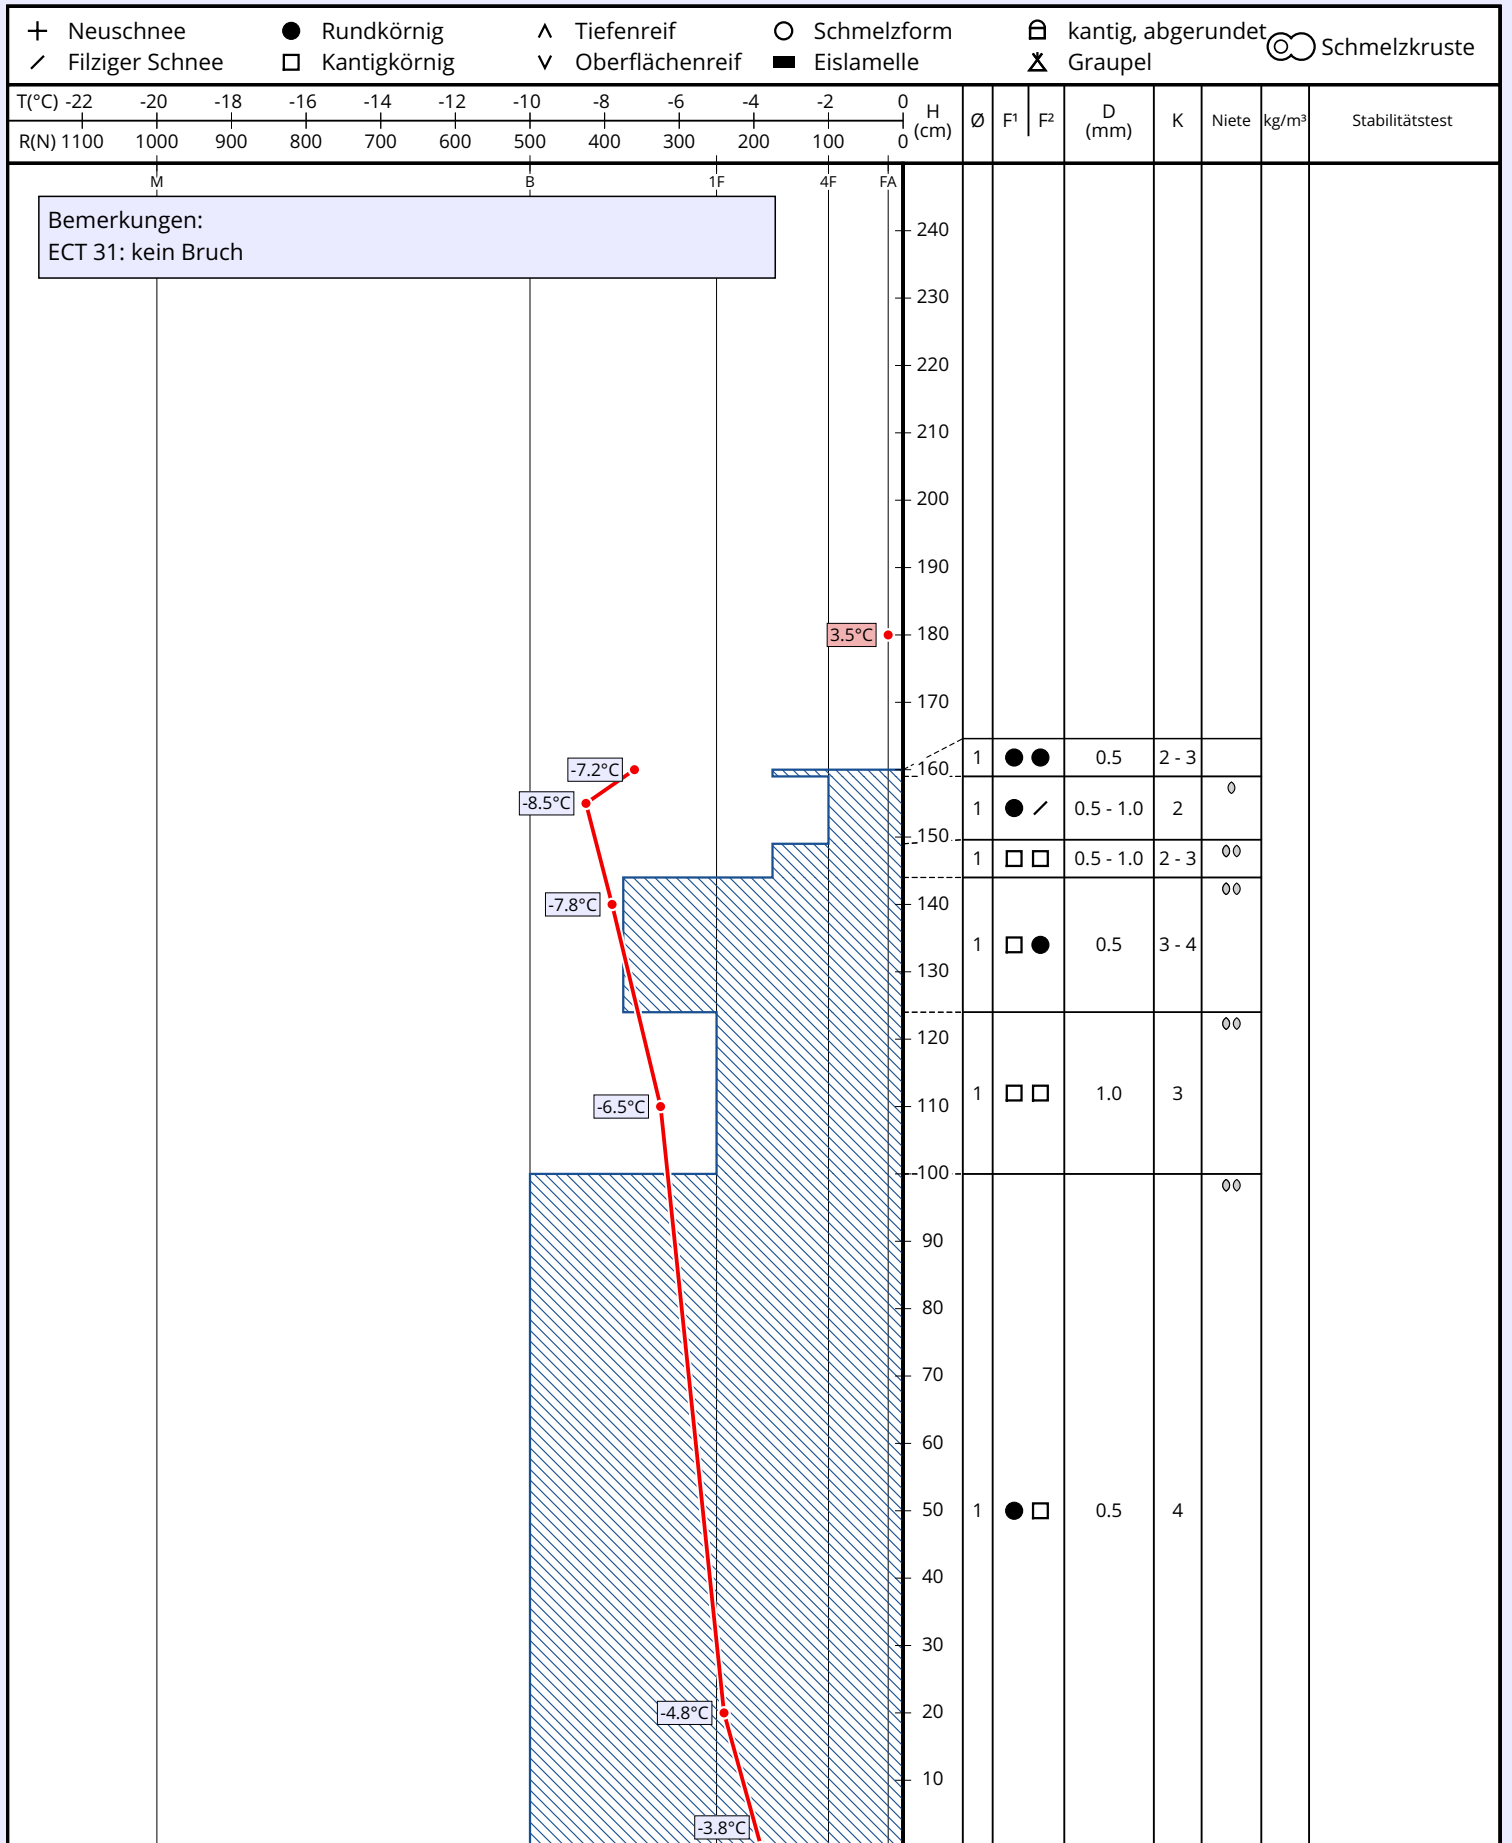 Neuschnee Rundkörnig Tiefenreif Schmelzform kantig, abgerundet Schmelzkruste
Filziger Schnee Kantigkörnig Oberflächenreif Eislamelle Graupel
T(°C) -22 -20 -18 -16 -14 -12 -10 -8 -6 -4 -2 0
R(N) 1100 1000 900 800 700 600 500 400 300 200 100 0
H (cm) Ø F¹ F² D (mm) K Niete kg/m³ Stabilitätstest
M B 1F 4F FA
Bemerkungen:
ECT 31: kein Bruch
240
230
220
210
200
190
3.5°C 180
170
1 0.5 2 - 3
-7.2°C 160
-8.5°C 1 0.5 - 1.0 2
150
1 0.5 - 1.0 2 - 3
-7.8°C 140
1 0.5 3 - 4
130
120
1 1.0 3
-6.5°C 110
100
90
80
70
60
50 1 0.5 4
40
30
-4.8°C 20
10
-3.8°C